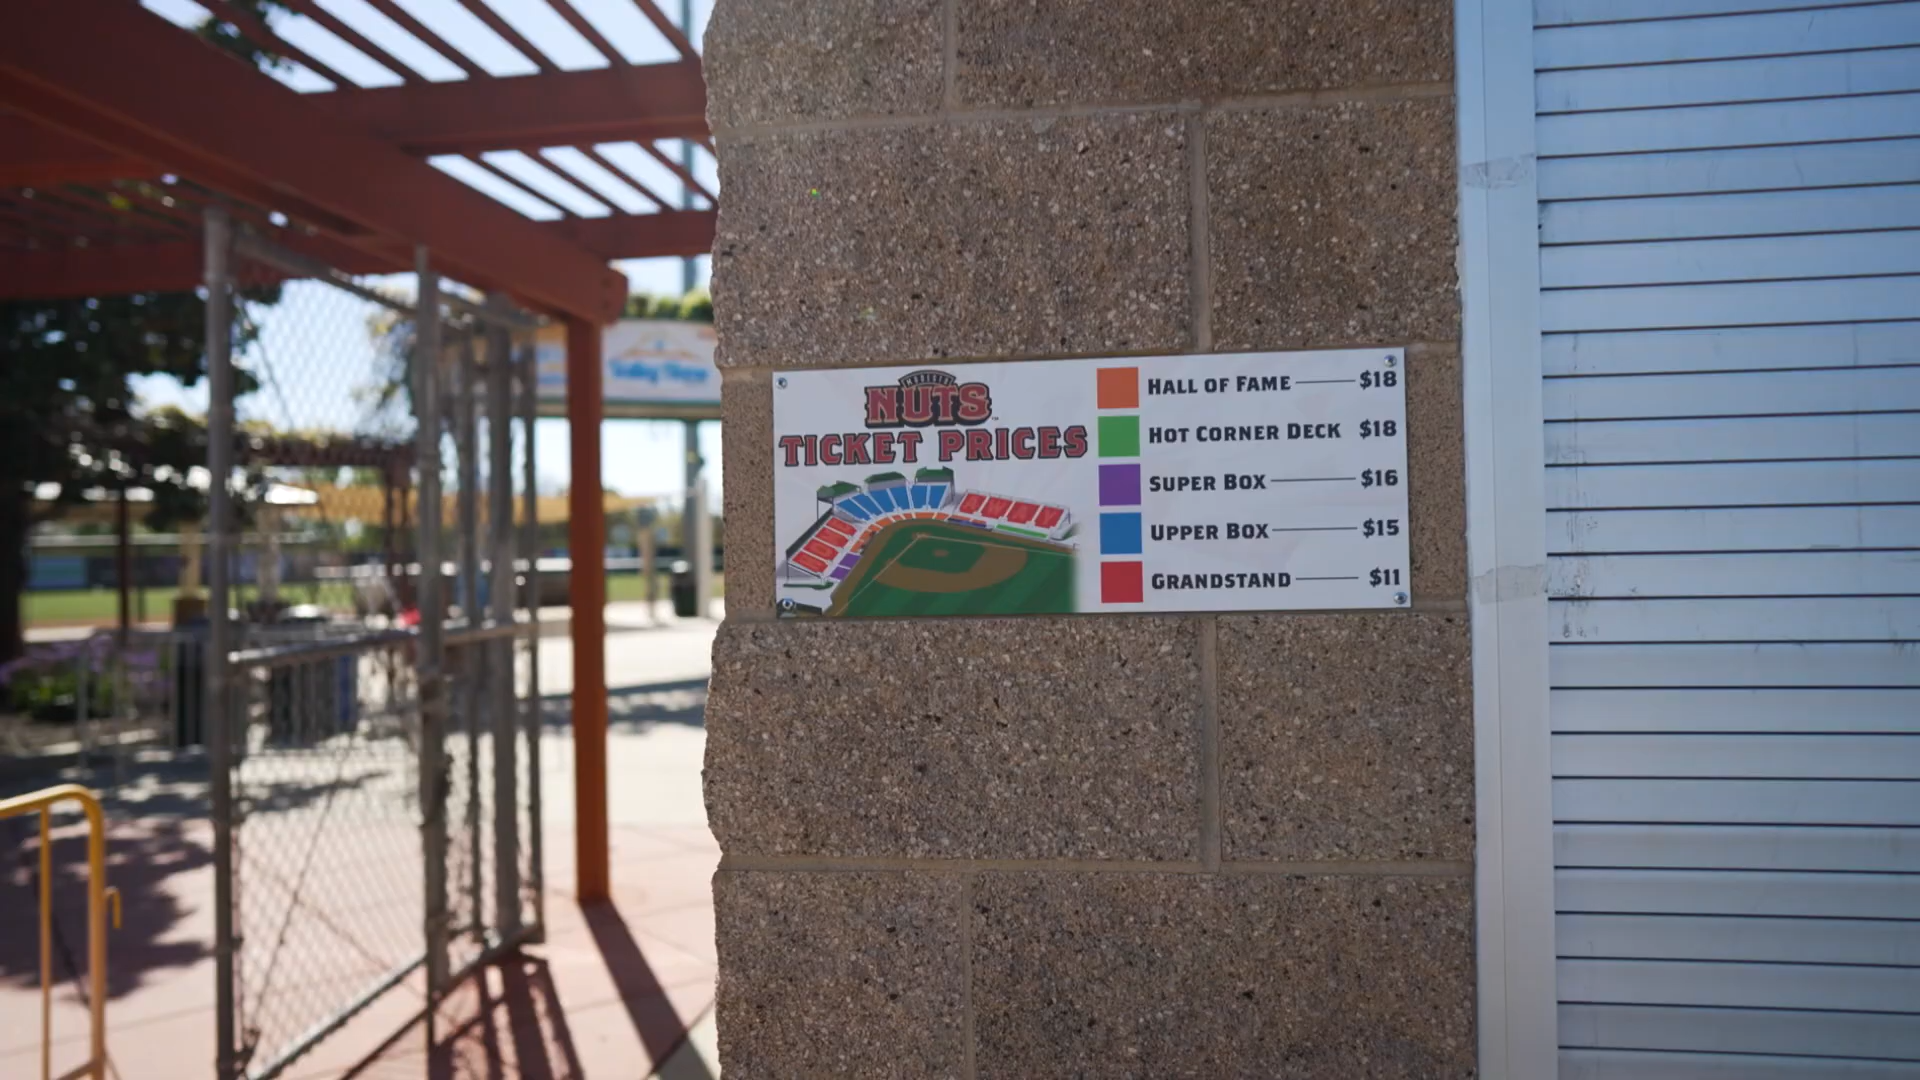 MODESTO
NUTS
TICKET PRICES
HALL OF FAME $18
HOT CORNER DECK $18
SUPER BOX $16
UPPER BOX $15
GRANDSTAND $11